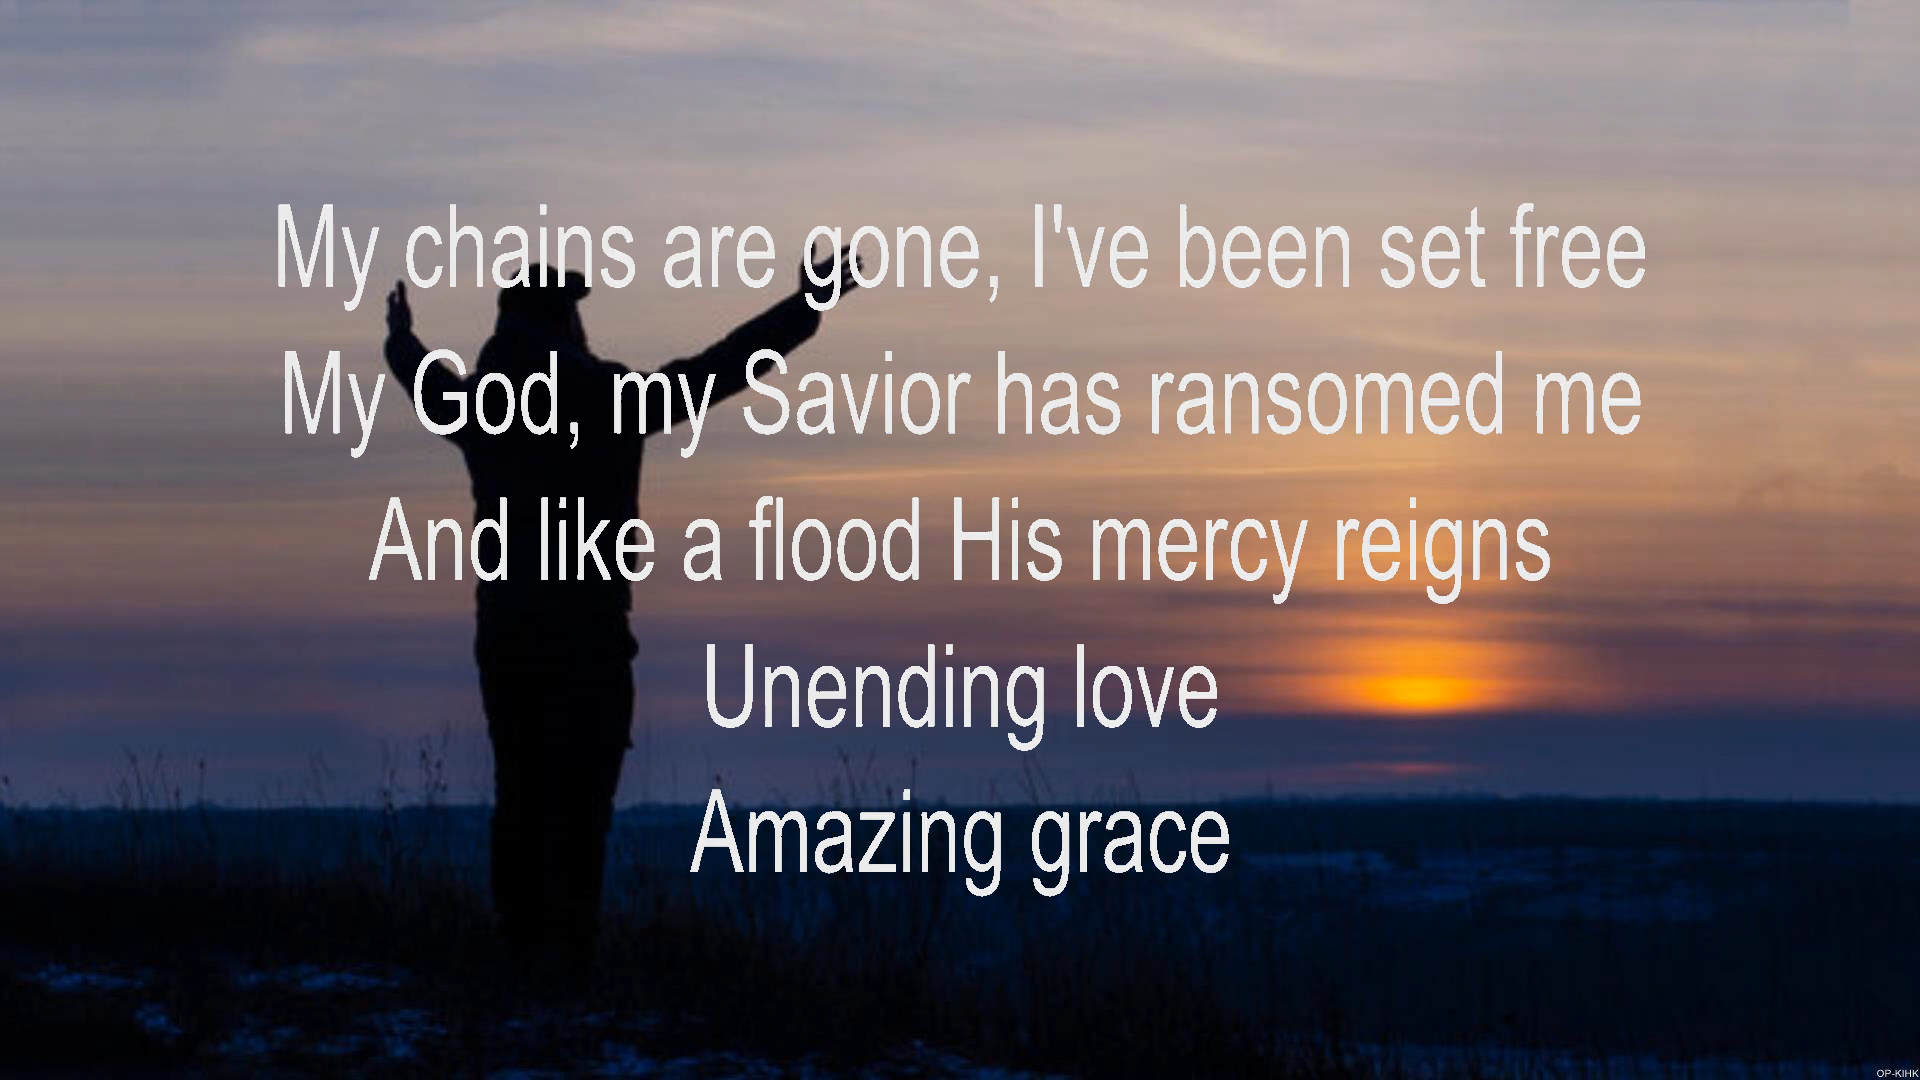 My chains are gone, I've been set free
My God, my Savior has ransomed me
And like a flood His mercy reigns
Unending love
Amazing grace
OP-KIHK